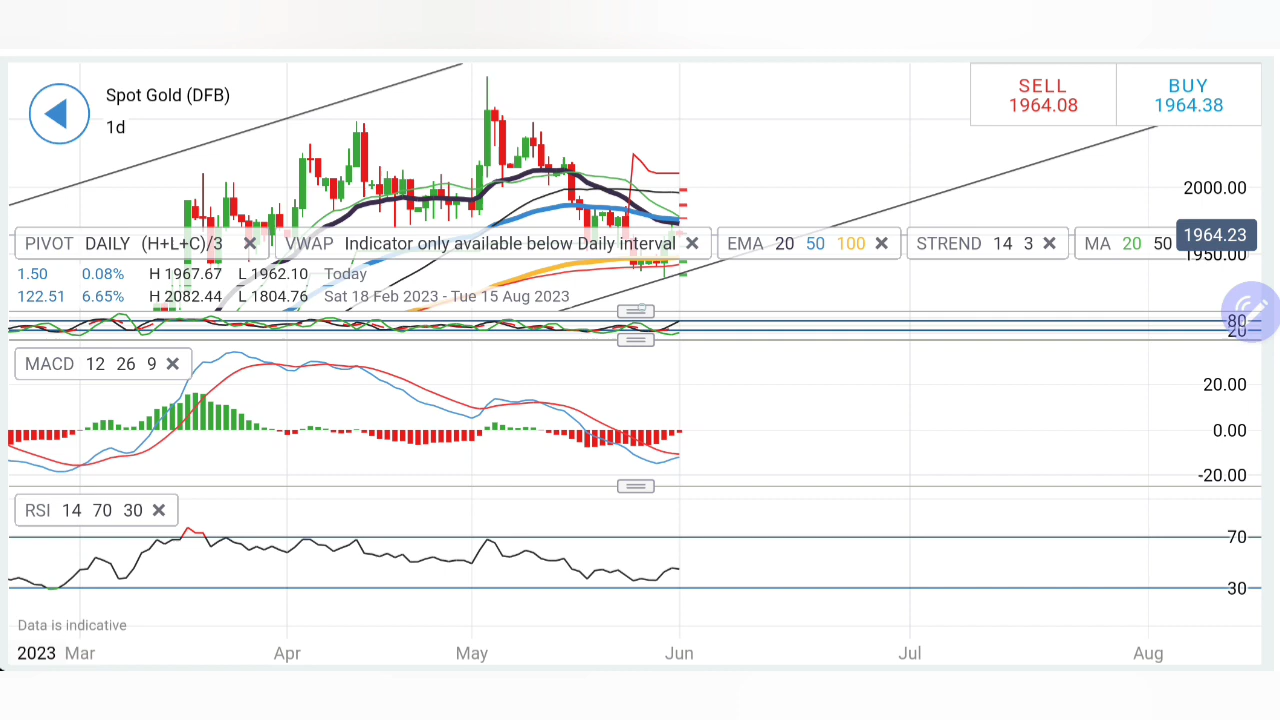 Spot Gold (DFB)
1d
SELL
1964.08
BUY
1964.38
2000.00
1964.23
1950.00
PIVOT DAILY (H+L+C)/3
VWAP Indicator only available below Daily interval
EMA 20 50 100
STREND 14 3
MA 20 50
1.50 0.08% H 1967.67 L 1962.10 Today
122.51 6.65% H 2082.44 L 1804.76 Sat 18 Feb 2023 - Tue 15 Aug 2023
80
20
MACD 12 26 9
20.00
0.00
-20.00
RSI 14 70 30
70
30
Data is indicative
2023 Mar Apr May Jun Jul Aug